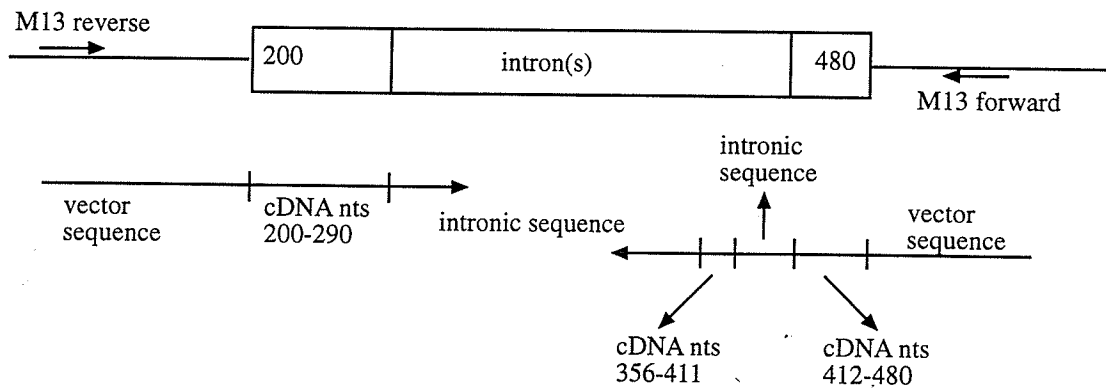 M13 reverse
200
intron(s)
480
M13 forward
intronic
sequence
vector
sequence
cDNA nts
200-290
intronic sequence
vector
sequence
cDNA nts
356-411
cDNA nts
412-480